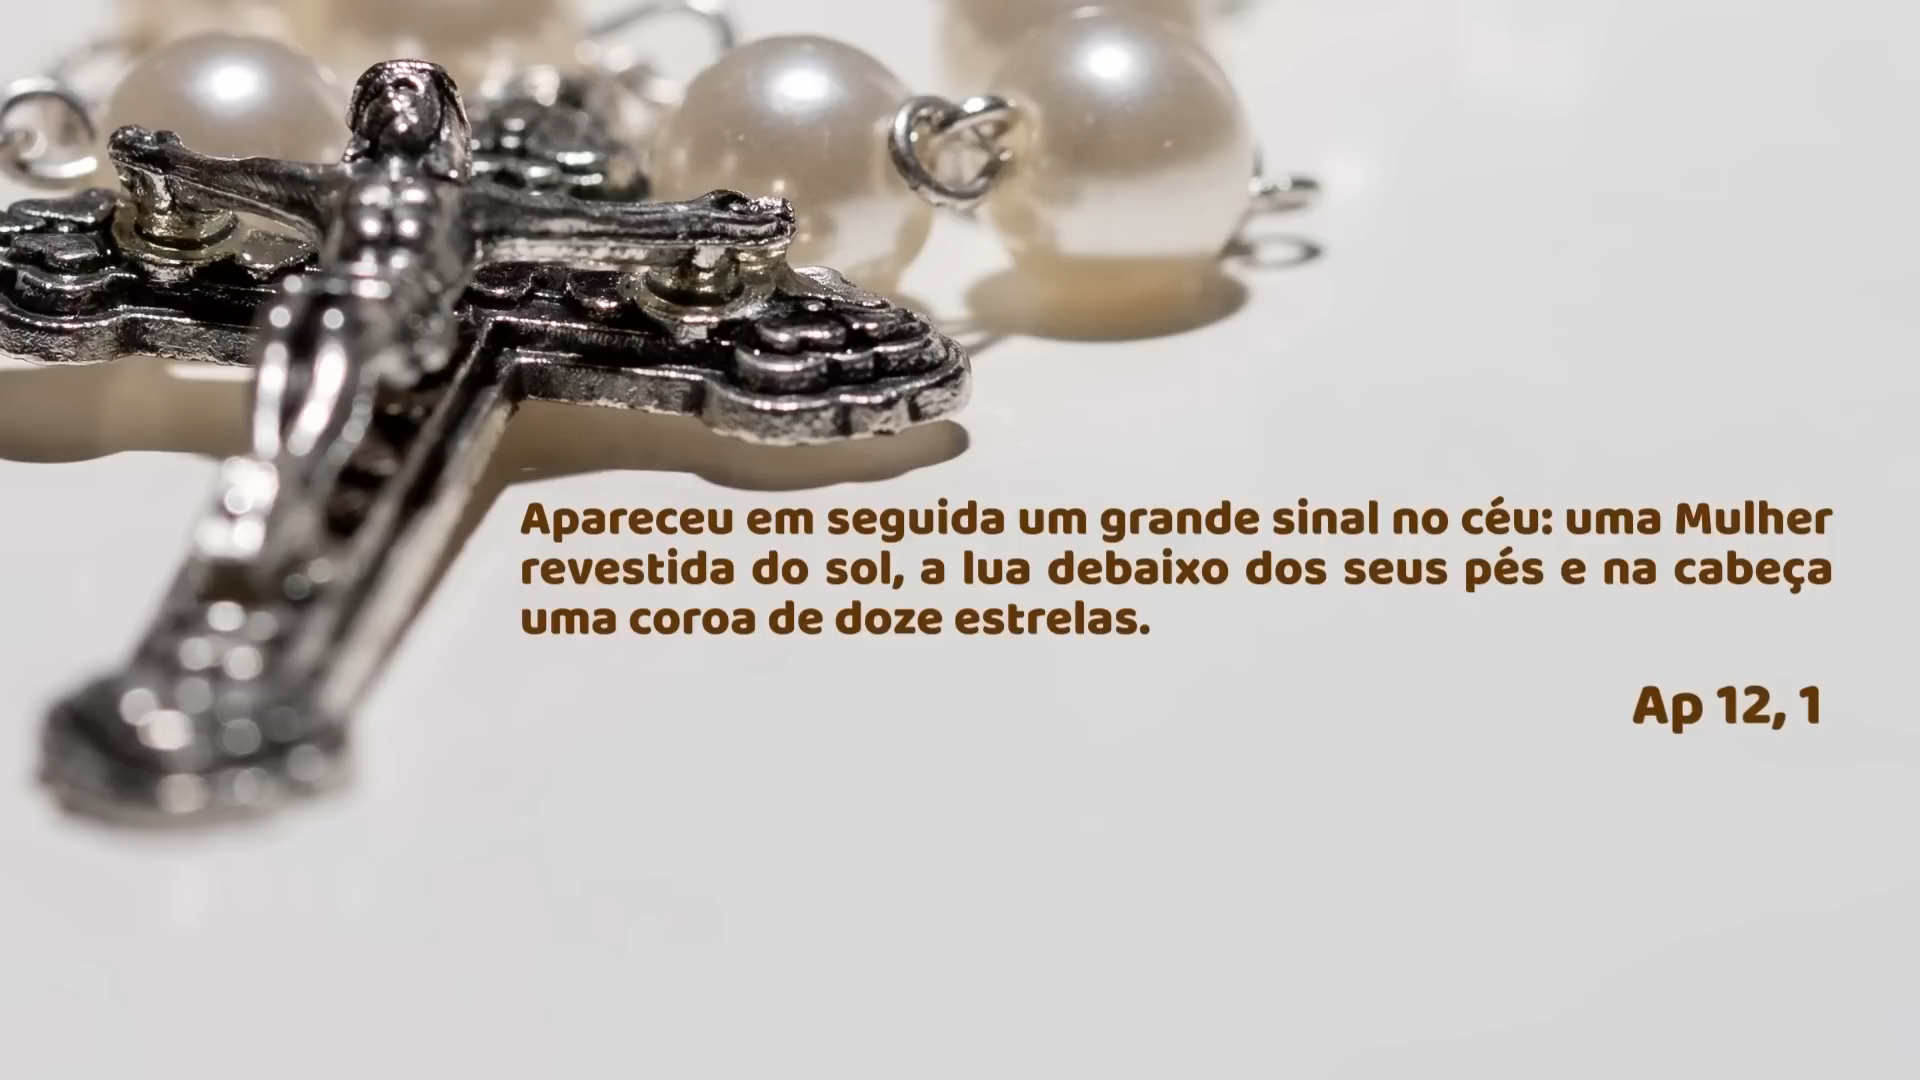 Apareceu em seguida um grande sinal no céu: uma Mulher
revestida do sol, a lua debaixo dos seus pés e na cabeça
uma coroa de doze estrelas.
Ap 12, 1